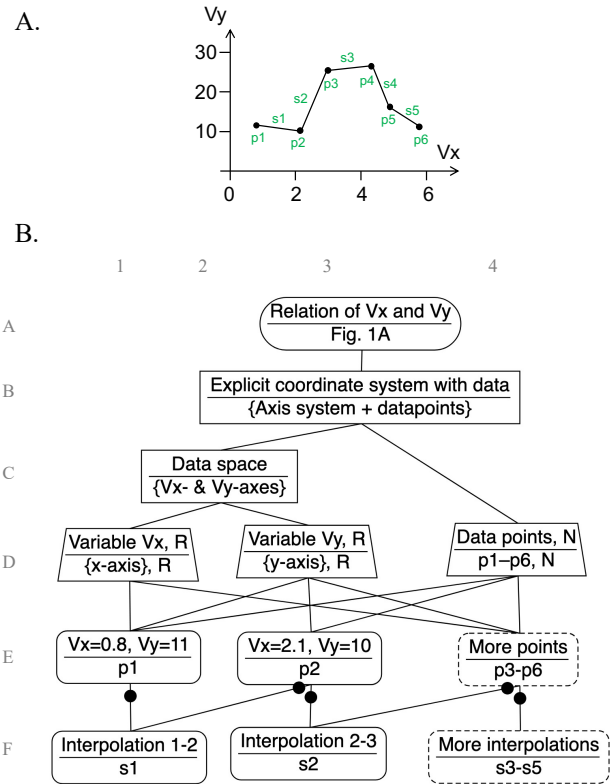 A.
Vy
30
20
10
s3
p3
p4
s4
s2
s1
p5
s5
p1
p2
p6
Vx
0
2
4
6
B.
1
2
3
4
A
Relation of Vx and Vy
Fig. 1A
B
Explicit coordinate system with data
{Axis system + datapoints}
C
Data space
{Vx- & Vy-axes}
D
Variable Vx, R
{x-axis}, R
Variable Vy, R
{y-axis}, R
Data points, N
p1–p6, N
E
Vx=0.8, Vy=11
p1
Vx=2.1, Vy=10
p2
More points
p3-p6
F
Interpolation 1-2
s1
Interpolation 2-3
s2
More interpolations
s3-s5